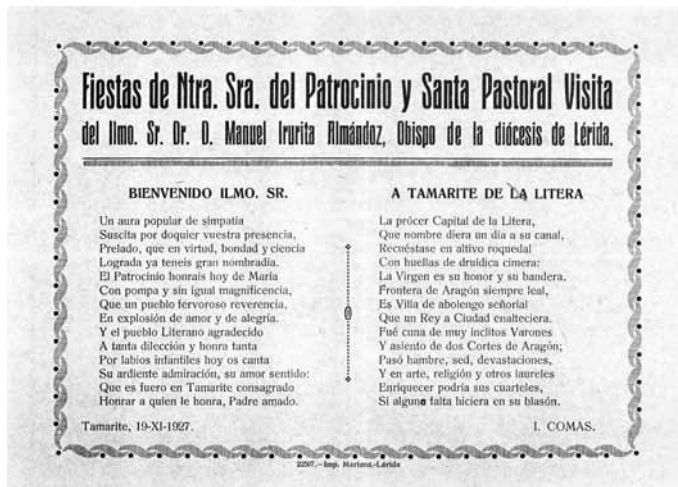 Fiestas de Ntra. Sra. del Patrocinio y Santa Pastoral Visita
del Ilmo. Sr. Dr. D. Manuel Irurita Almándoz, Obispo de la diócesis de Lérida.
BIENVENIDO ILMO. SR.
Un aura popular de simpatía
Suscita por doquier vuestra presencia,
Prelado, que en virtud, bondad y ciencia
Lograda ya teneis gran nombradía.
El Patrocinio honrais hoy de María
Con pompa y sin igual magnificencia,
Que un pueblo fervoroso reverencia,
En explosión de amor y de alegría.
Y el pueblo Literano agradecido
A tanta dilección y honra tanta
Por labios infantiles hoy os canta
Su ardiente admiración, su amor sentido:
Que es fuero en Tamarite consagrado
Honrar a quien le honra, Padre amado.
Tamarite, 19-XI-1927.
A TAMARITE DE LA LITERA
La prócer Capital de la Litera,
Que nombre diera un día a su canal,
Recuéstase en altivo roquedal
Con huellas de druídica cimera:
La Virgen es su honor y su bandera,
Frontera de Aragón siempre leal,
Es Villa de abolengo señorial
Que un Rey a Ciudad enalteciera.
Fué cuna de muy ínclitos Varones
Y asiento de dos Cortes de Aragón;
Pasó hambre, sed, devastaciones,
Y en arte, religión y otros laureles
Enriquecer podría sus cuarteles,
Si alguna falta hiciera en su blasón.
I. COMAS.
22307.—Imp. Mariana.-Lérida